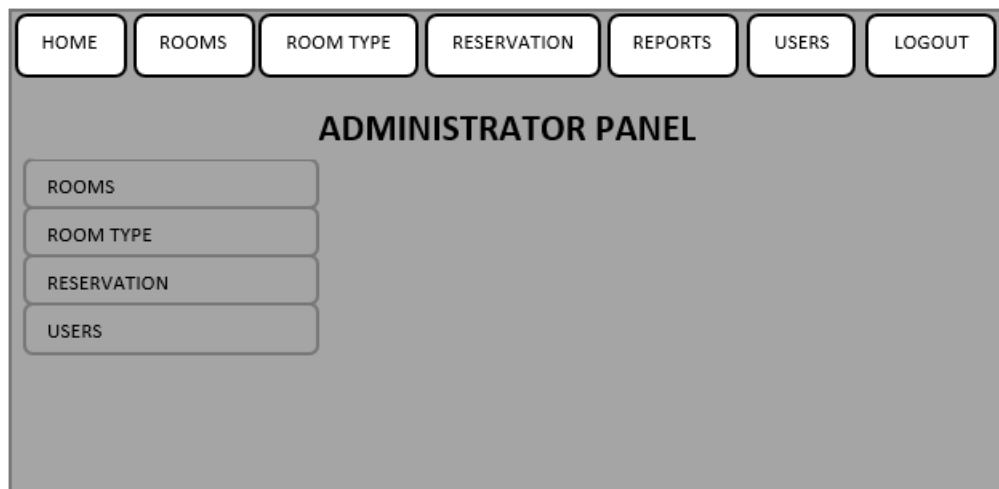 HOME ROOMS ROOM TYPE RESERVATION REPORTS USERS LOGOUT
ADMINISTRATOR PANEL
ROOMS
ROOM TYPE
RESERVATION
USERS